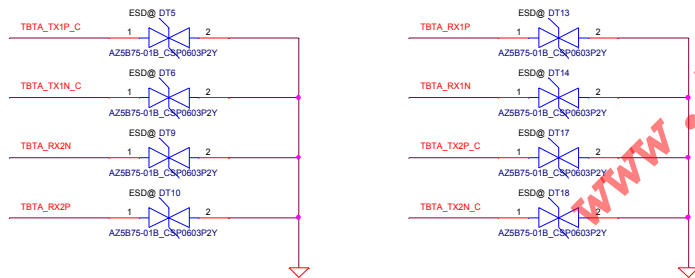 ESD@ DT5
TBTA_TX1P_C
1
2
AZ5B75-01B_CSP0603P2Y
ESD@ DT6
TBTA_TX1N_C
1
2
AZ5B75-01B_CSP0603P2Y
ESD@ DT9
TBTA_RX2N
1
2
AZ5B75-01B_CSP0603P2Y
ESD@ DT10
TBTA_RX2P
1
2
AZ5B75-01B_CSP0603P2Y
ESD@ DT13
TBTA_RX1P
1
2
AZ5B75-01B_CSP0603P2Y
ESD@ DT14
TBTA_RX1N
1
2
AZ5B75-01B_CSP0603P2Y
ESD@ DT17
TBTA_TX2P_C
1
2
AZ5B75-01B_CSP0603P2Y
ESD@ DT18
TBTA_TX2N_C
1
2
AZ5B75-01B_CSP0603P2Y
www.